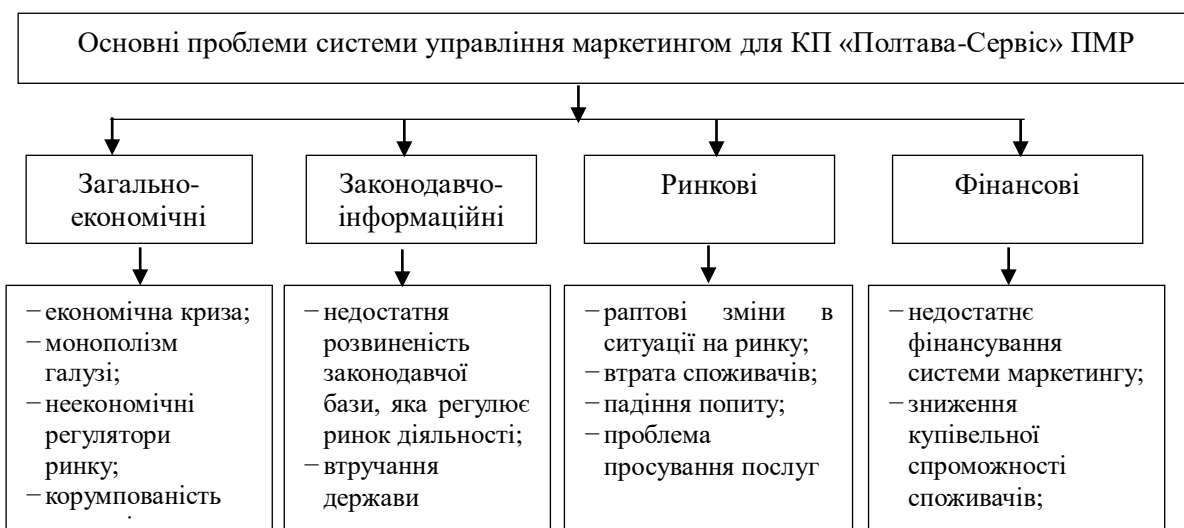 Основні проблеми системи управління маркетингом для КП «Полтава-Сервіс» ПМР
Загально-
економічні
Законодавчо-
інформаційні
Ринкові
Фінансові
− економічна криза;
− монополізм
галузі;
− неекономічні
регулятори
ринку;
− корумпованість
− недостатня
розвиненість
законодавчої
бази, яка регулює
ринок діяльності;
− втручання
держави
− раптові зміни в
ситуації на ринку;
− втрата споживачів;
− падіння попиту;
− проблема
просування послуг
− недостатнє
фінансування
системи маркетингу;
− зниження
купівельної
спроможності
споживачів;